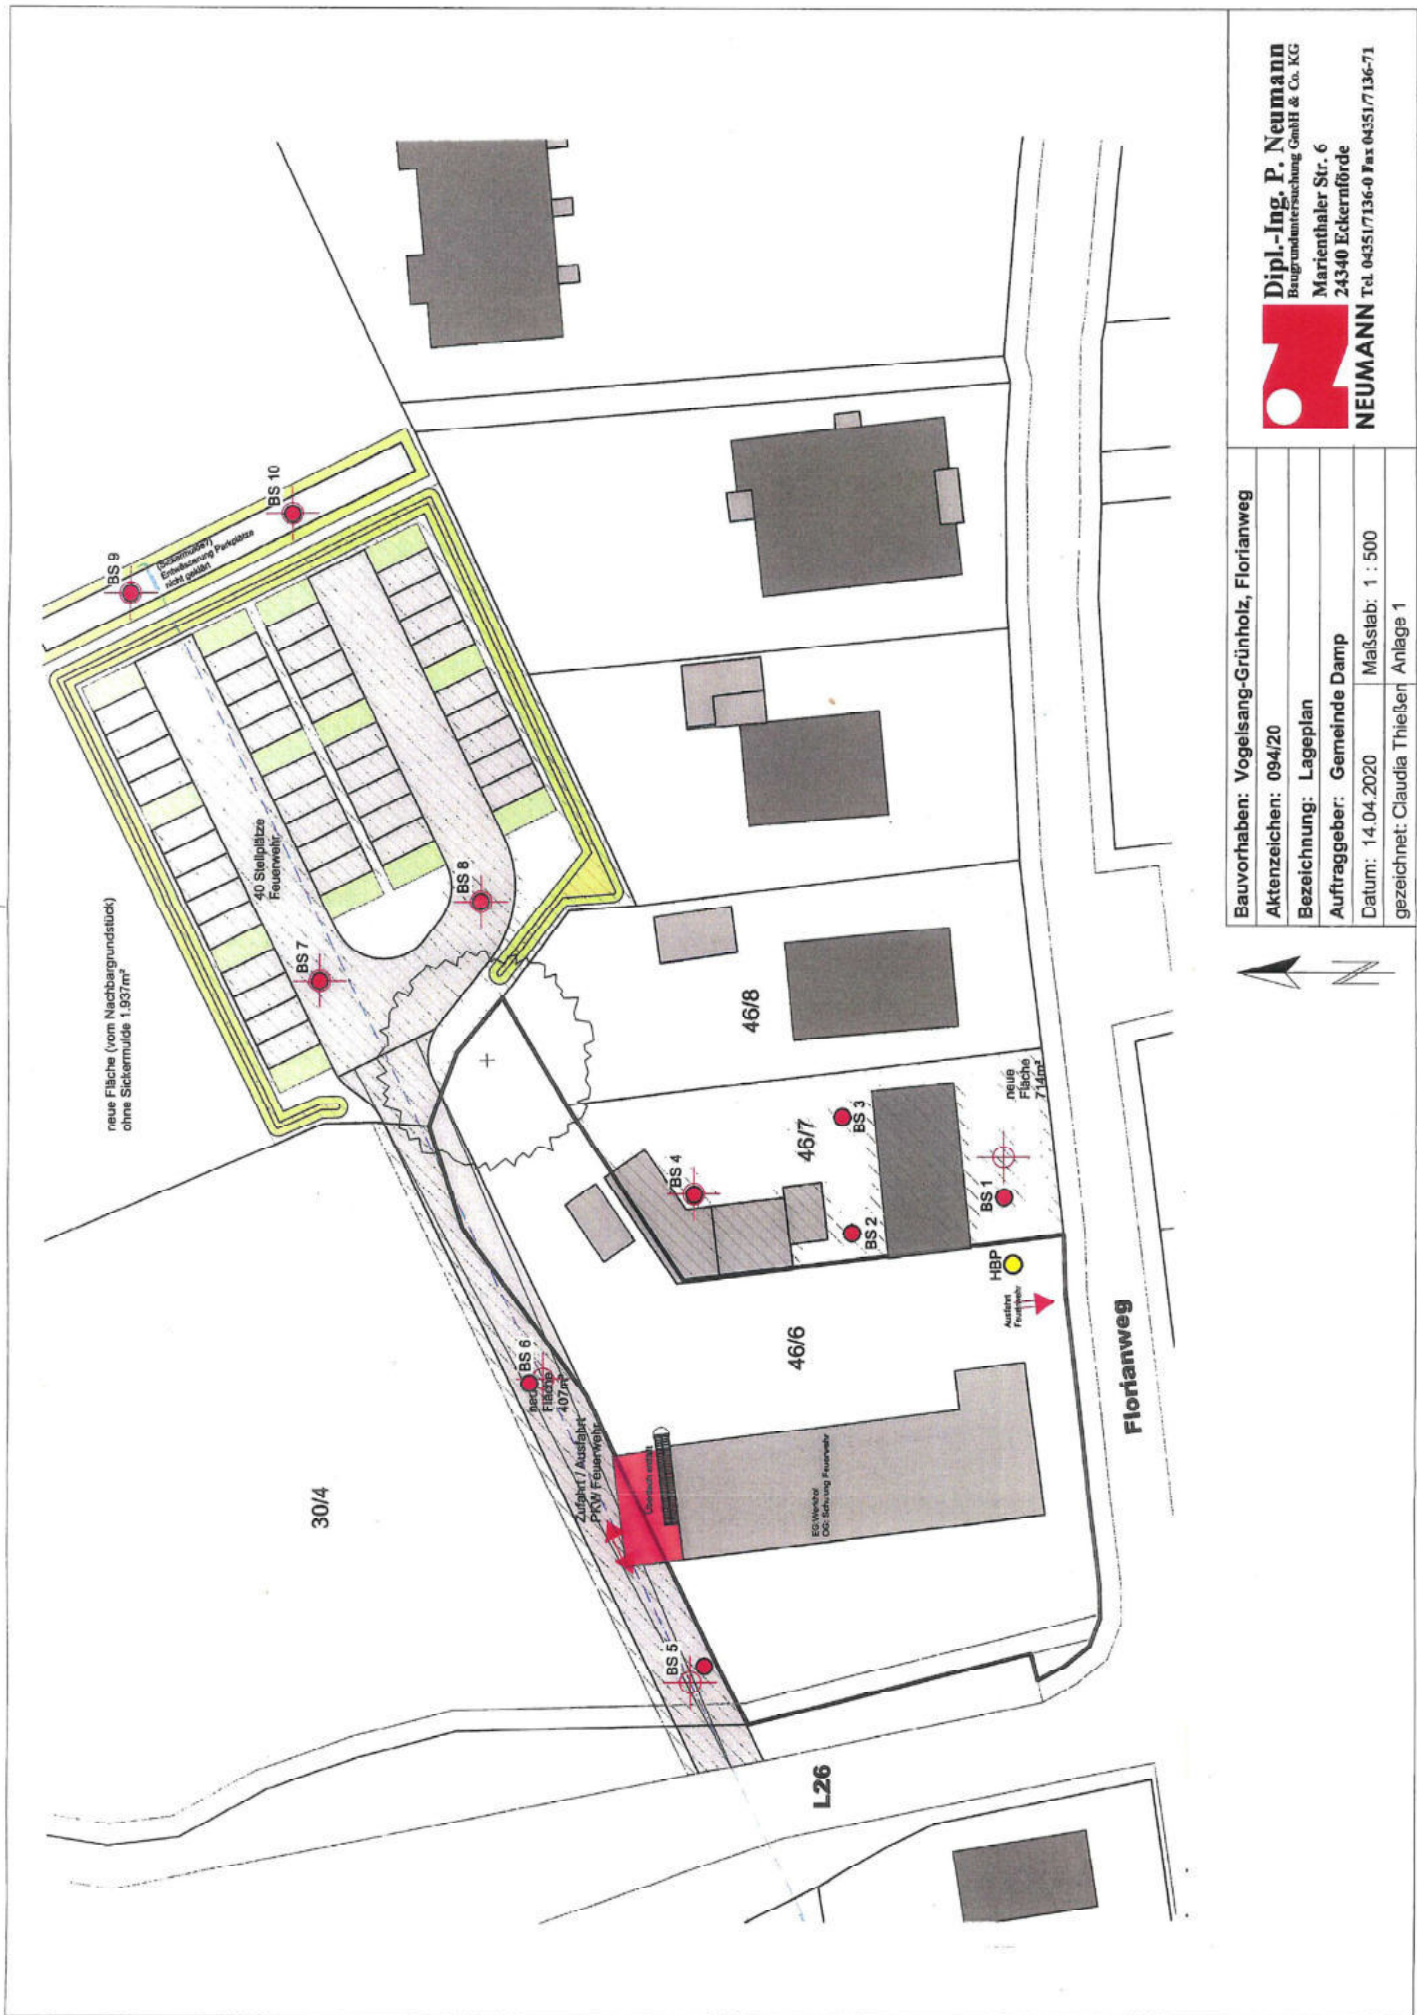 neue Fläche (vom Nachbargrundstück)
ohne Sickermulde 1.937m²
BS 9
BS 10
(Sickermulde?)
Entwässerung Parkplätze
nicht geklärt
40 Stellplätze
Feuerwehr
BS 7
BS 8
30/4
BS 6
neue
Fläche
407m²
Zufahrt / Ausfahrt
PKW Feuerwehr
BS 5
L26
EG:Werkhof
OG: Schulung Feuerwehr
46/6
46/7
46/8
BS 4
BS 3
BS 2
BS 1
neue
Fläche
714m²
HBP
Ausfahrt
Feuerwehr
Florianweg
N
Bauvorhaben: Vogelsang-Grünholz, Florianweg
Aktenzeichen: 094/20
Bezeichnung: Lageplan
Auftraggeber: Gemeinde Damp
Datum: 14.04.2020 Maßstab: 1 : 500
gezeichnet: Claudia Thießen Anlage 1
Dipl.-Ing. P. Neumann
Baugrunduntersuchung GmbH & Co. KG
Marienthaler Str. 6
24340 Eckernförde
NEUMANN Tel. 04351/7136-0 Fax 04351/7136-71